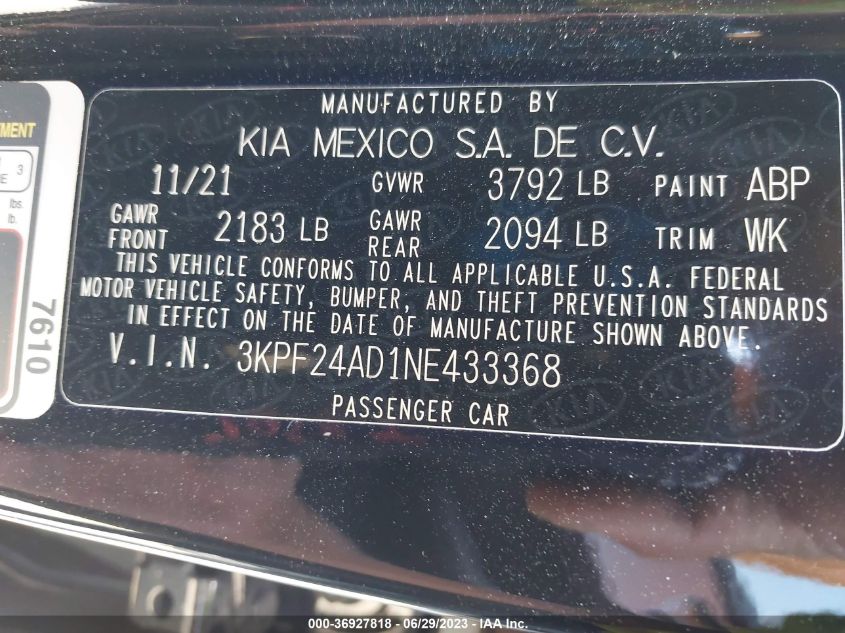 MANUFACTURED BY
KIA MEXICO S.A. DE C.V.
11/21 GVWR 3792 LB PAINT ABP
GAWR FRONT 2183 LB GAWR REAR 2094 LB TRIM WK
THIS VEHICLE CONFORMS TO ALL APPLICABLE U.S.A. FEDERAL
MOTOR VEHICLE SAFETY, BUMPER, AND THEFT PREVENTION STANDARDS
IN EFFECT ON THE DATE OF MANUFACTURE SHOWN ABOVE.
V.I.N. 3KPF24AD1NE433368
PASSENGER CAR
3
lbs.
lb.
7610
000-36927818 - 06/29/2023 - IAA Inc.